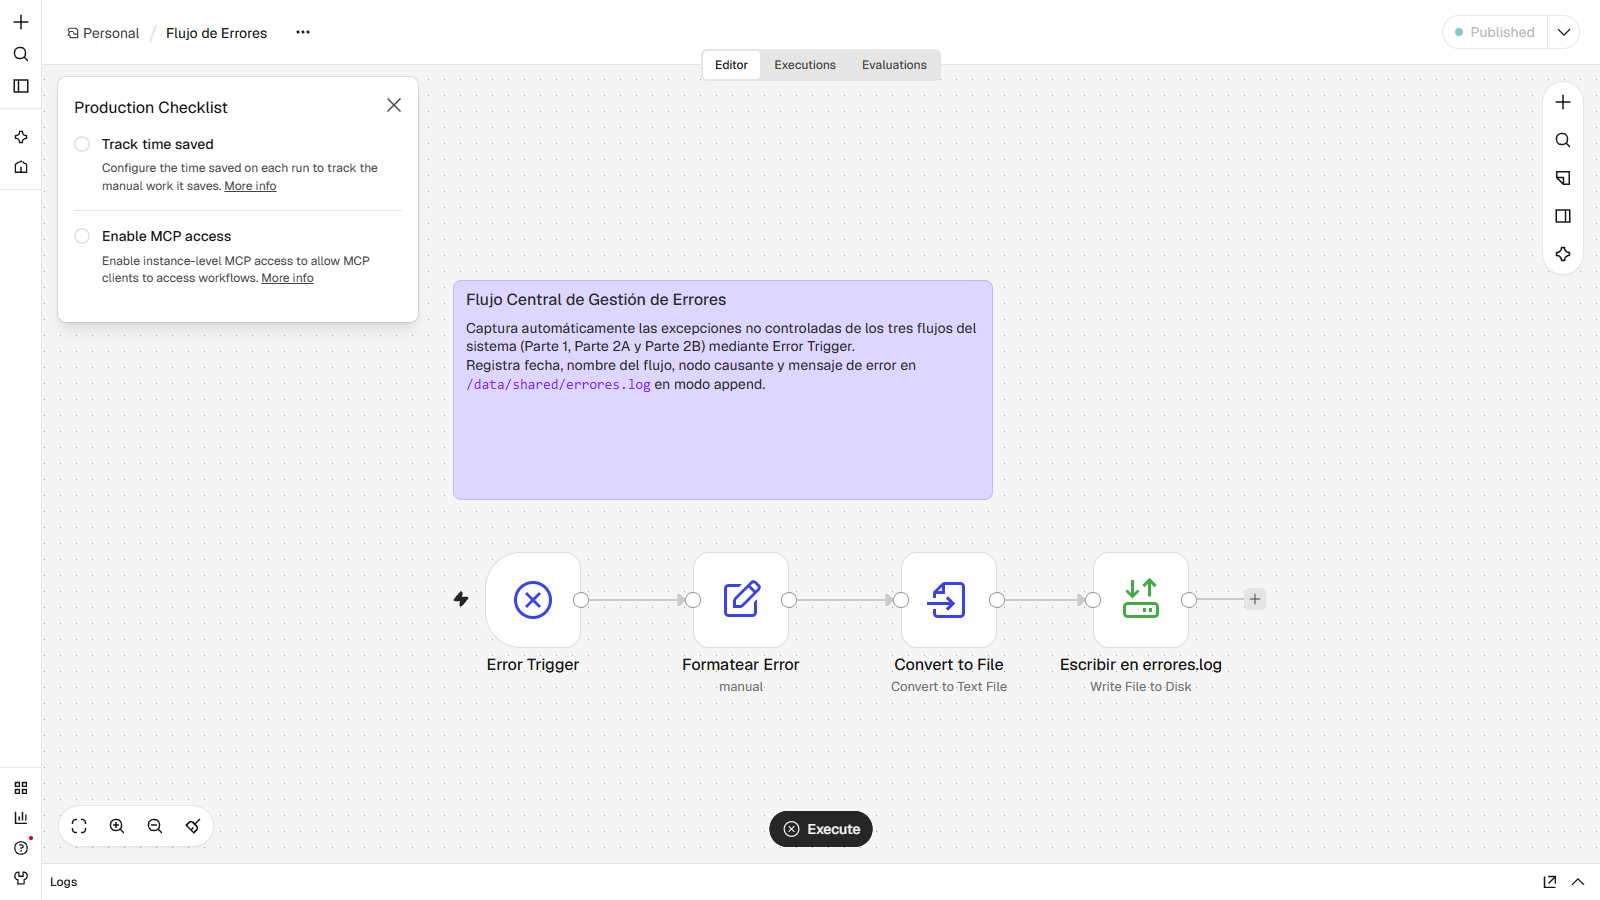 Personal / Flujo de Errores ···
Published
Editor Executions Evaluations
Production Checklist
Track time saved
Configure the time saved on each run to track the
manual work it saves. More info
Enable MCP access
Enable instance-level MCP access to allow MCP
clients to access workflows. More info
Flujo Central de Gestión de Errores
Captura automáticamente las excepciones no controladas de los tres flujos del
sistema (Parte 1, Parte 2A y Parte 2B) mediante Error Trigger.
Registra fecha, nombre del flujo, nodo causante y mensaje de error en
/data/shared/errores.log en modo append.
Error Trigger
Formatear Error
manual
Convert to File
Convert to Text File
Escribir en errores.log
Write File to Disk
Execute
Logs